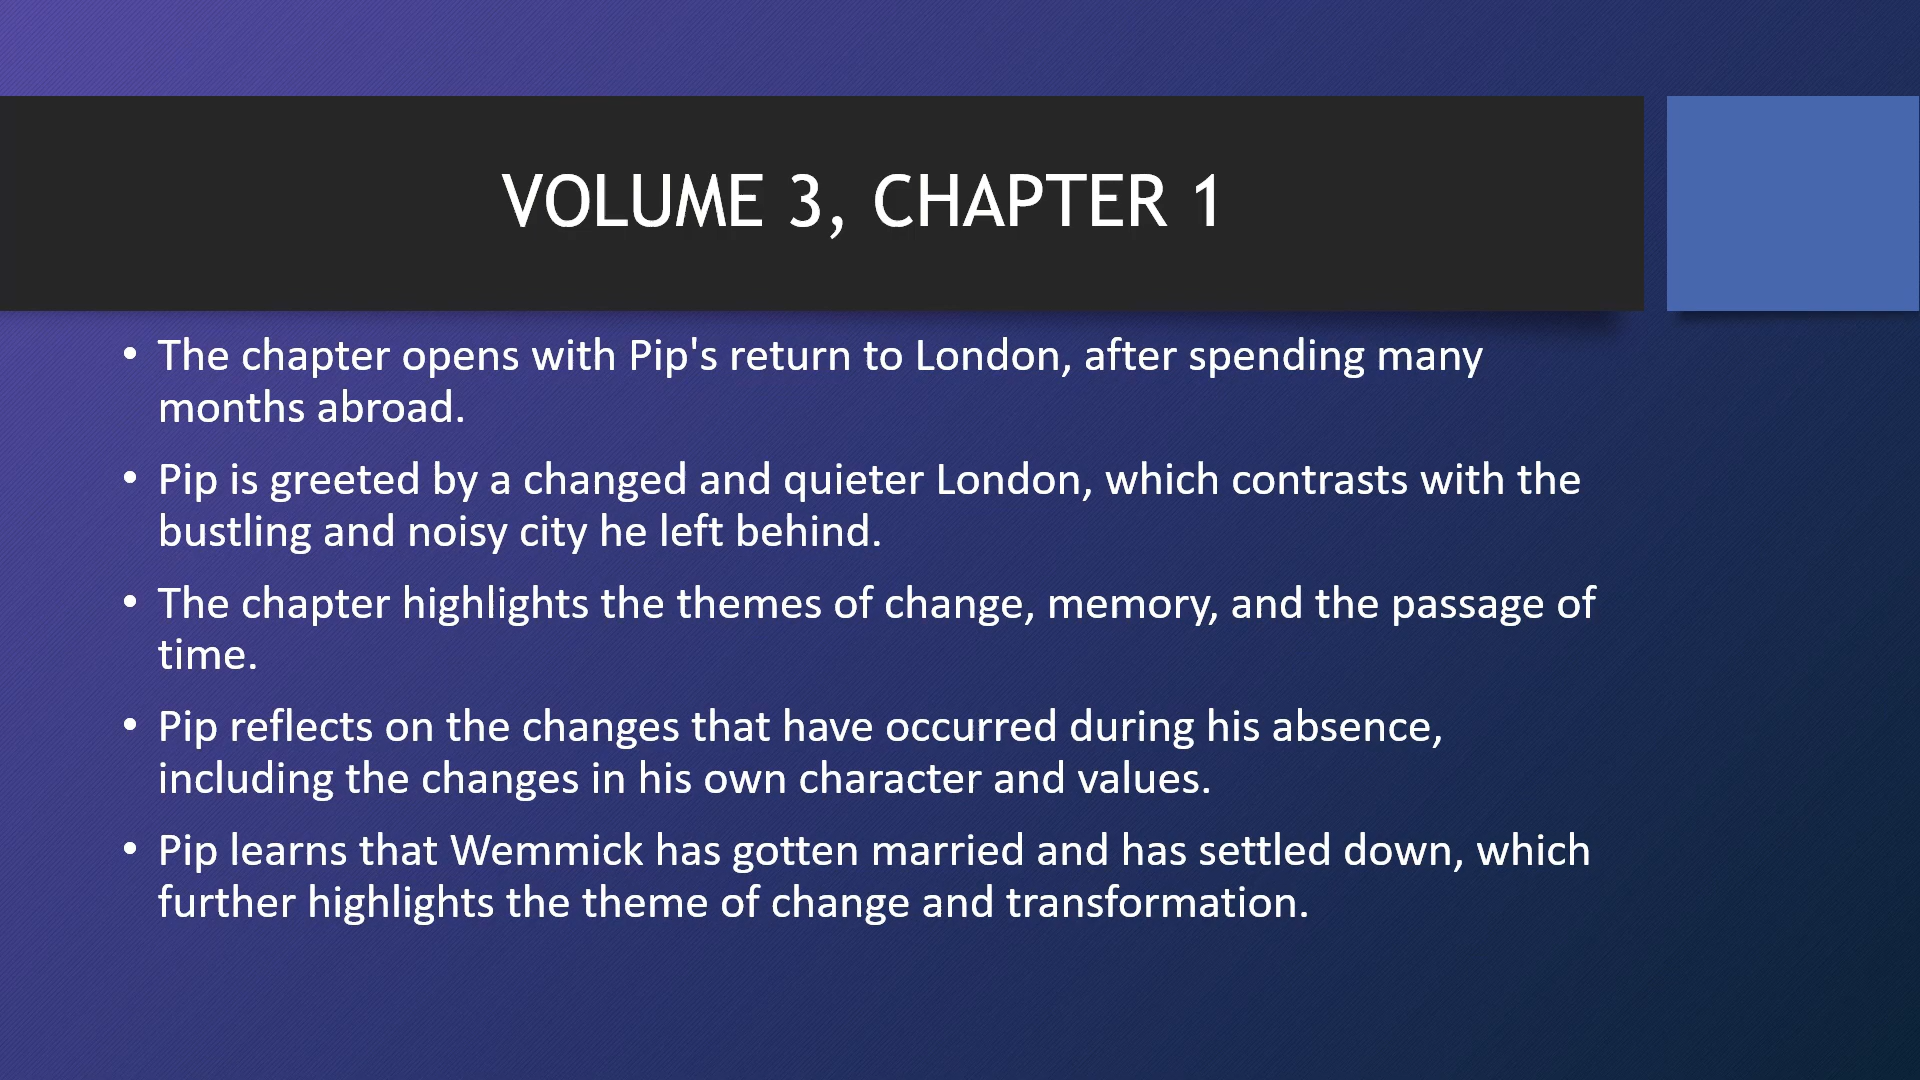 VOLUME 3, CHAPTER 1
• The chapter opens with Pip's return to London, after spending many
months abroad.
• Pip is greeted by a changed and quieter London, which contrasts with the
bustling and noisy city he left behind.
• The chapter highlights the themes of change, memory, and the passage of
time.
• Pip reflects on the changes that have occurred during his absence,
including the changes in his own character and values.
• Pip learns that Wemmick has gotten married and has settled down, which
further highlights the theme of change and transformation.